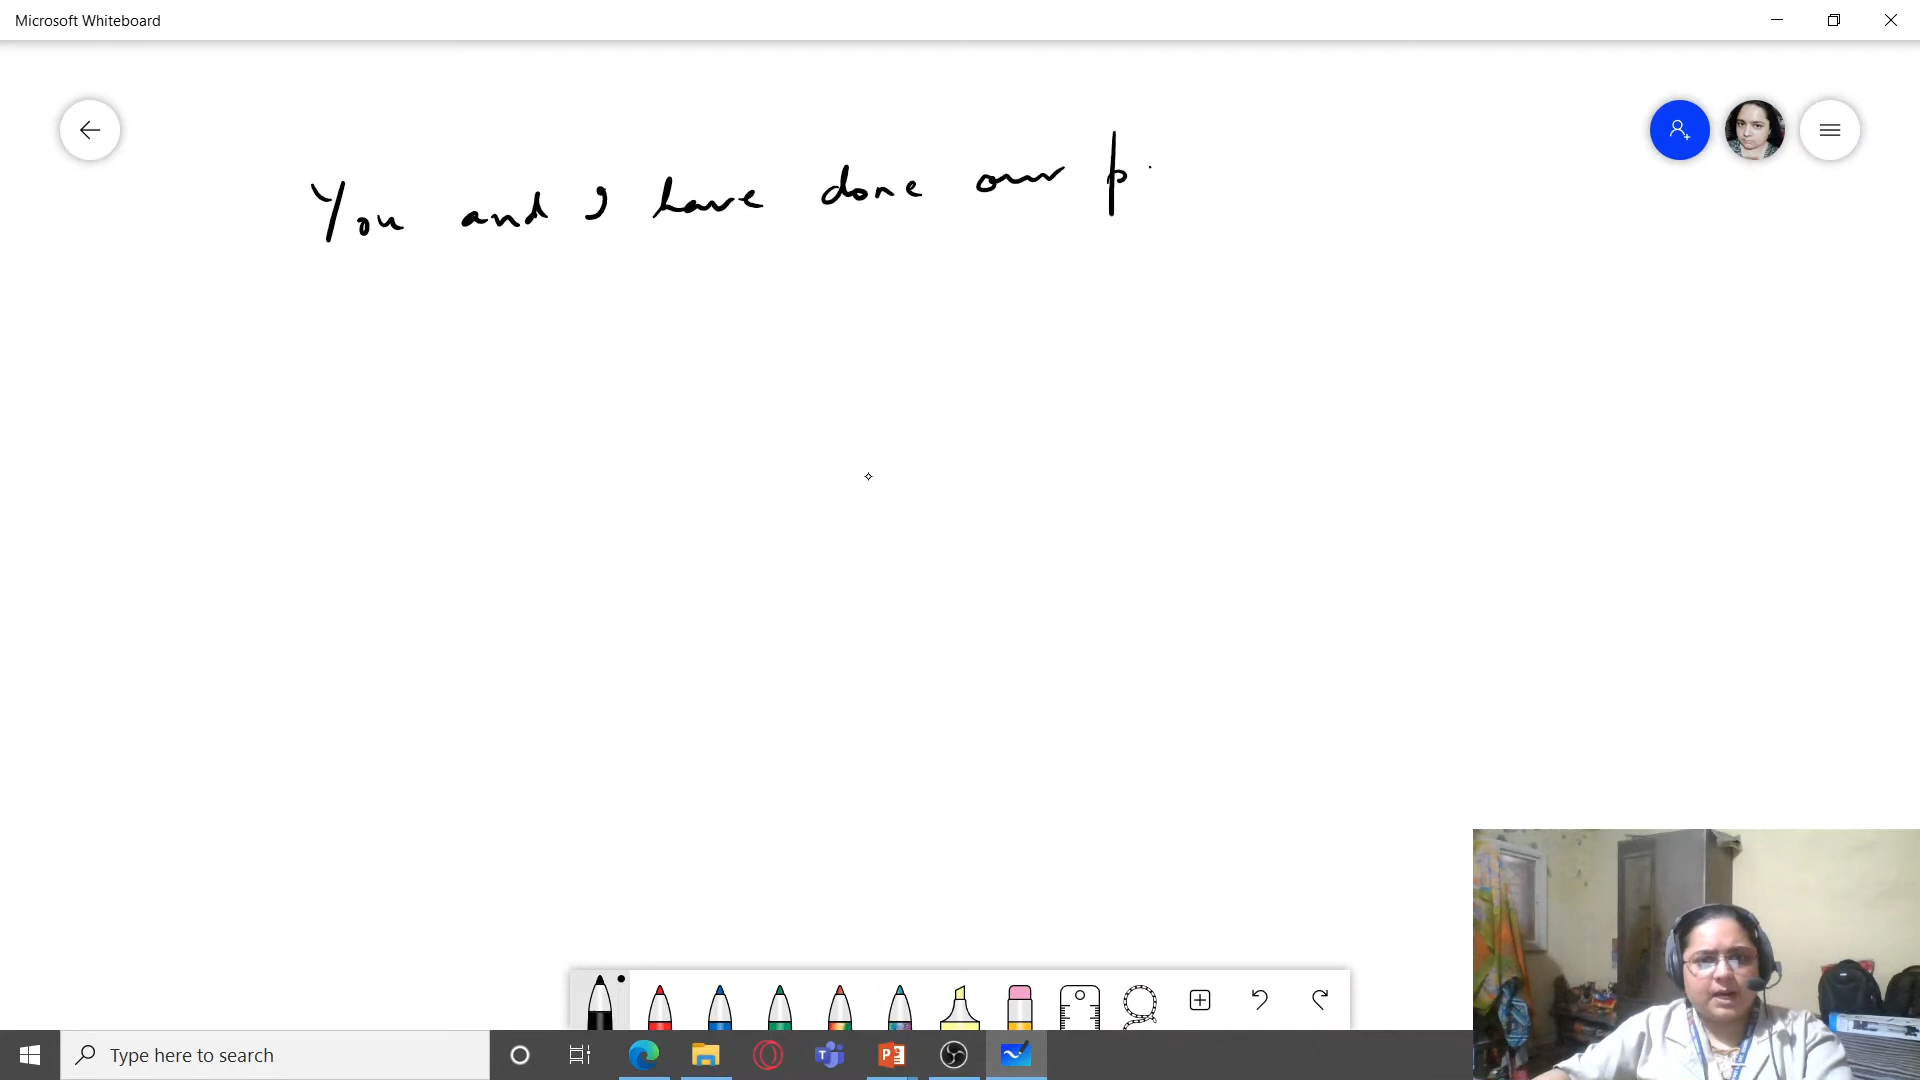 Microsoft Whiteboard
You and I have done our p
Type here to search